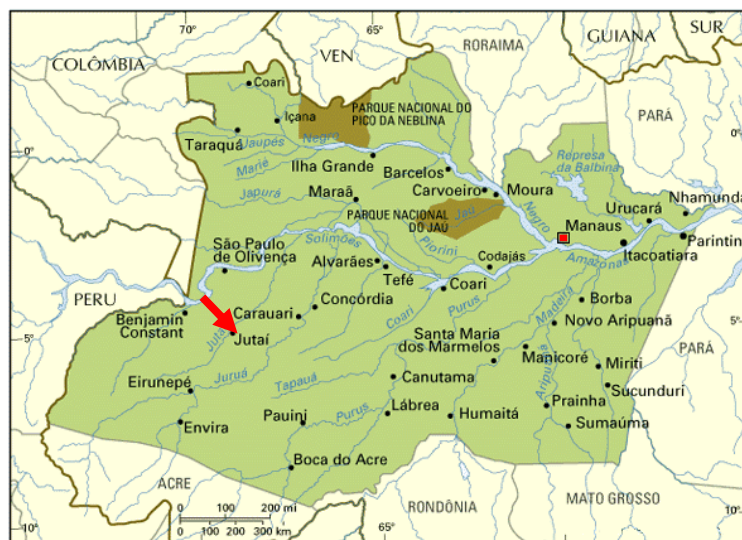 70°
65°
COLÔMBIA
VEN
RORAIMA
GUIANA
SUR
PARÁ
Coari
Içana
PARQUE NACIONAL DO
PICO DA NEBLINA
Taraquá
Uaupés
Negro
0°
0°
Marié
Ilha Grande
Barcelos
Represa
da Balbina
Japurá
Maraã
Carvoeiro
Moura
Nhamundá
Urucará
PARQUE NACIONAL
DO JAÚ
Jaú
Negro
Manaus
Parintins
São Paulo
de Olivença
Solimões
Piorini
Codajás
Itacoatiara
Amazonas
Alvarães
Tefé
Coari
PERU
Benjamin
Constant
Carauari
Concórdia
Coari
Purus
Madeira
Borba
5°
Jutaí
Jutaí
Santa Maria
dos Marmelos
Novo Aripuanã
5°
PARÁ
Manicoré
Miriti
Eirunepé
Juruá
Tapauá
Canutama
Aripuanã
Sucunduri
Envira
Pauini
Purus
Lábrea
Humaitá
Prainha
Sumaúma
Boca do Acre
ACRE
RONDÔNIA
MATO GROSSO
0 100 200 mi
0 100 200 300 km
10°
65°
10°